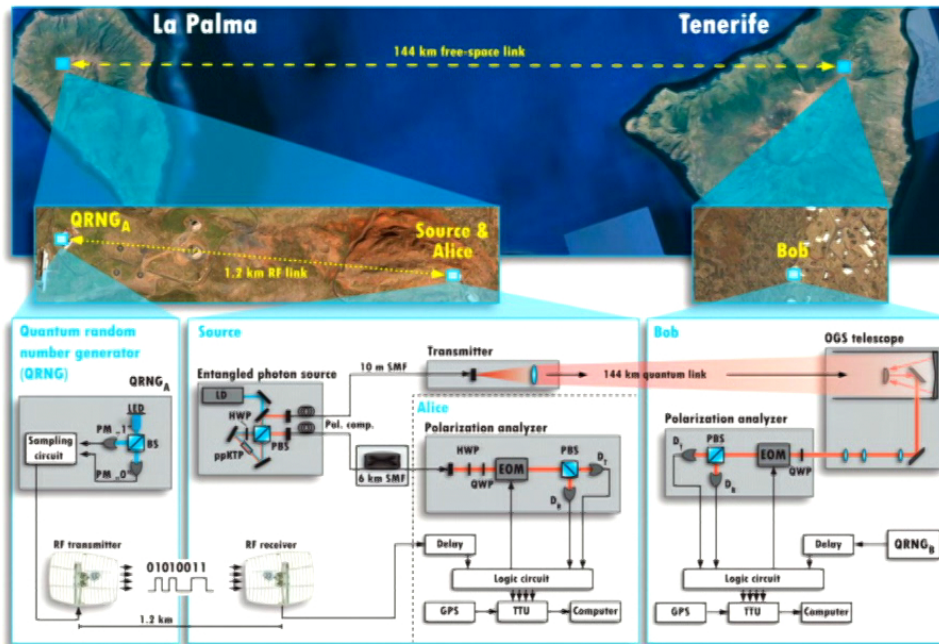 La Palma
Tenerife
144 km free-space link
QRNG_A
Source &
Alice
1.2 km RF link
Bob
Quantum random
number generator
(QRNG)
QRNG_A
LED
PM „1"
BS
Sampling
circuit
PM „0"
RF transmitter
01010011
RF receiver
1.2 km
Source
Entangled photon source
LD
HWP
PBS
ppKTP
Pol. comp.
10 m SMF
6 km SMF
Transmitter
144 km quantum link
Alice
Polarization analyzer
HWP
QWP
EOM
PBS
D_T
D_R
Delay
Logic circuit
GPS
TTU
Computer
Bob
OGS telescope
Polarization analyzer
D_T
PBS
D_R
EOM
QWP
Delay
QRNG_B
Logic circuit
GPS
TTU
Computer